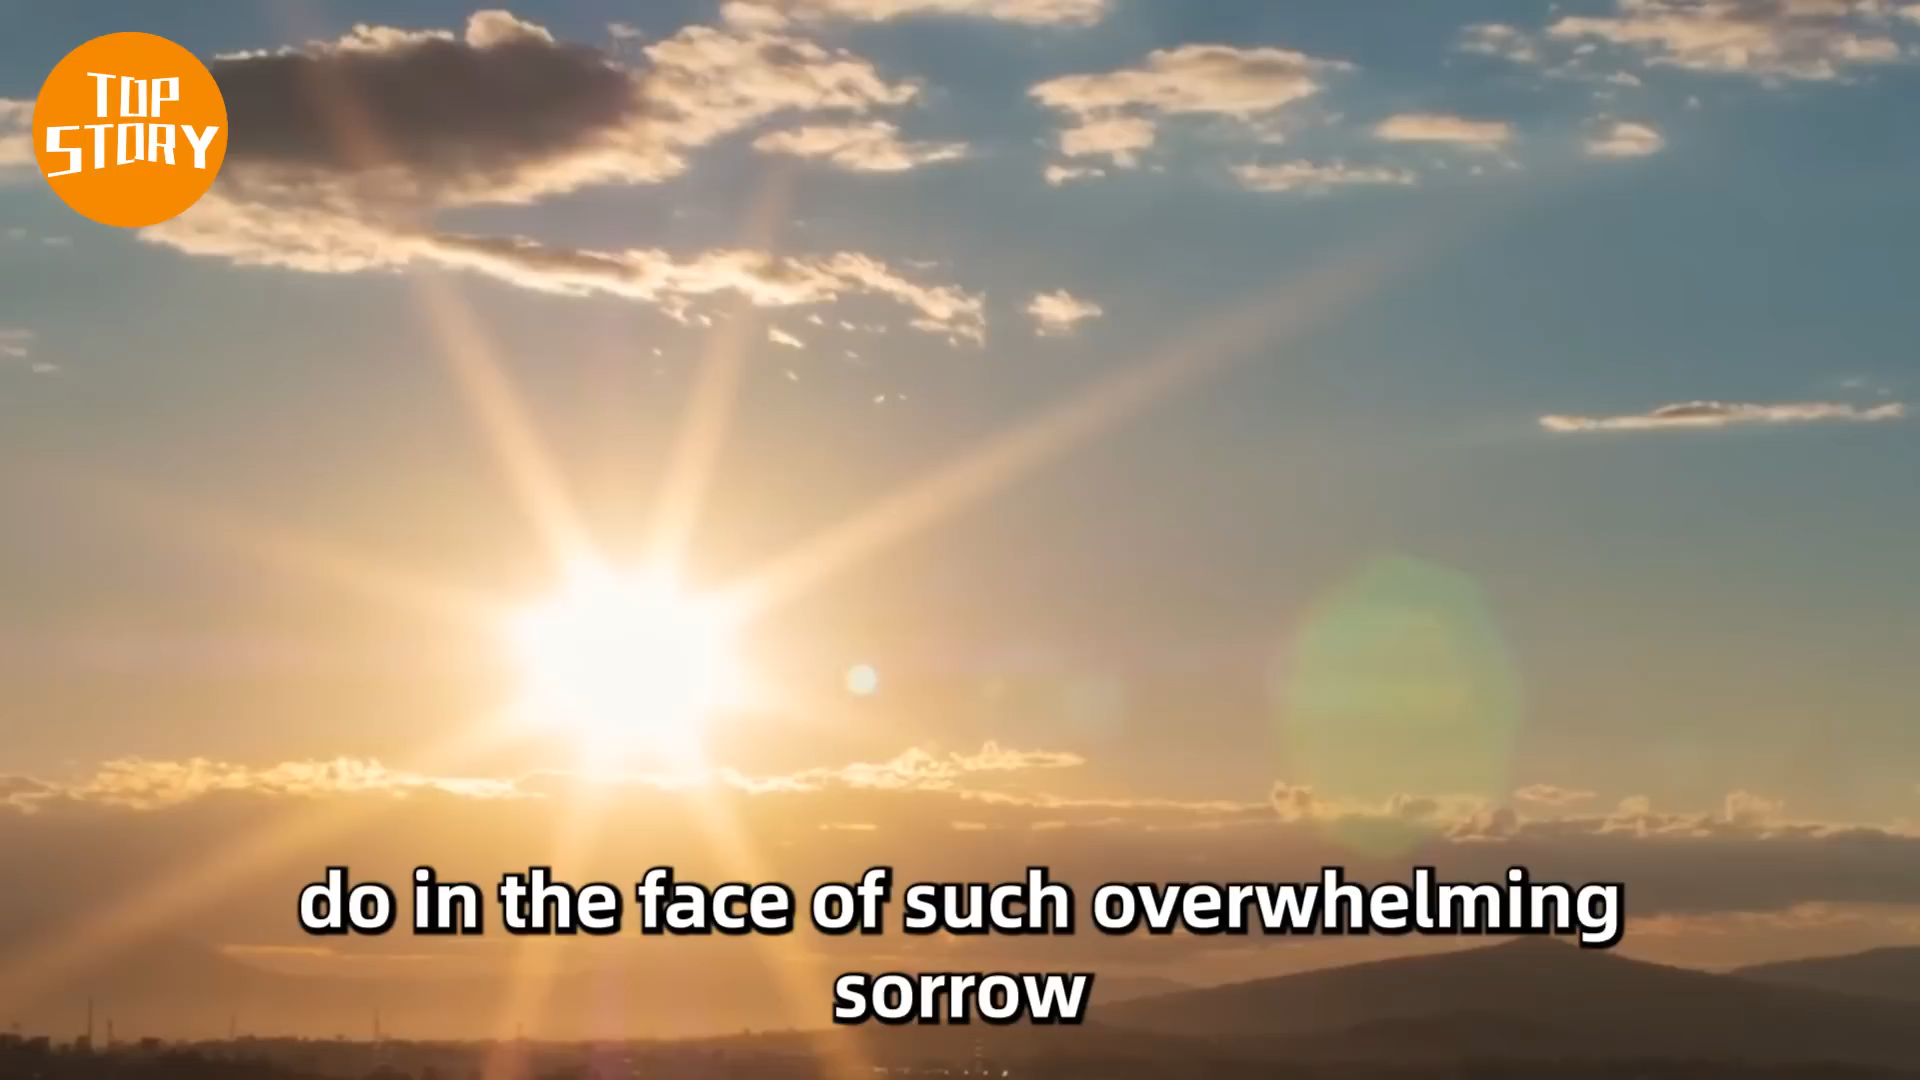 TOP
STORY
do in the face of such overwhelming
sorrow